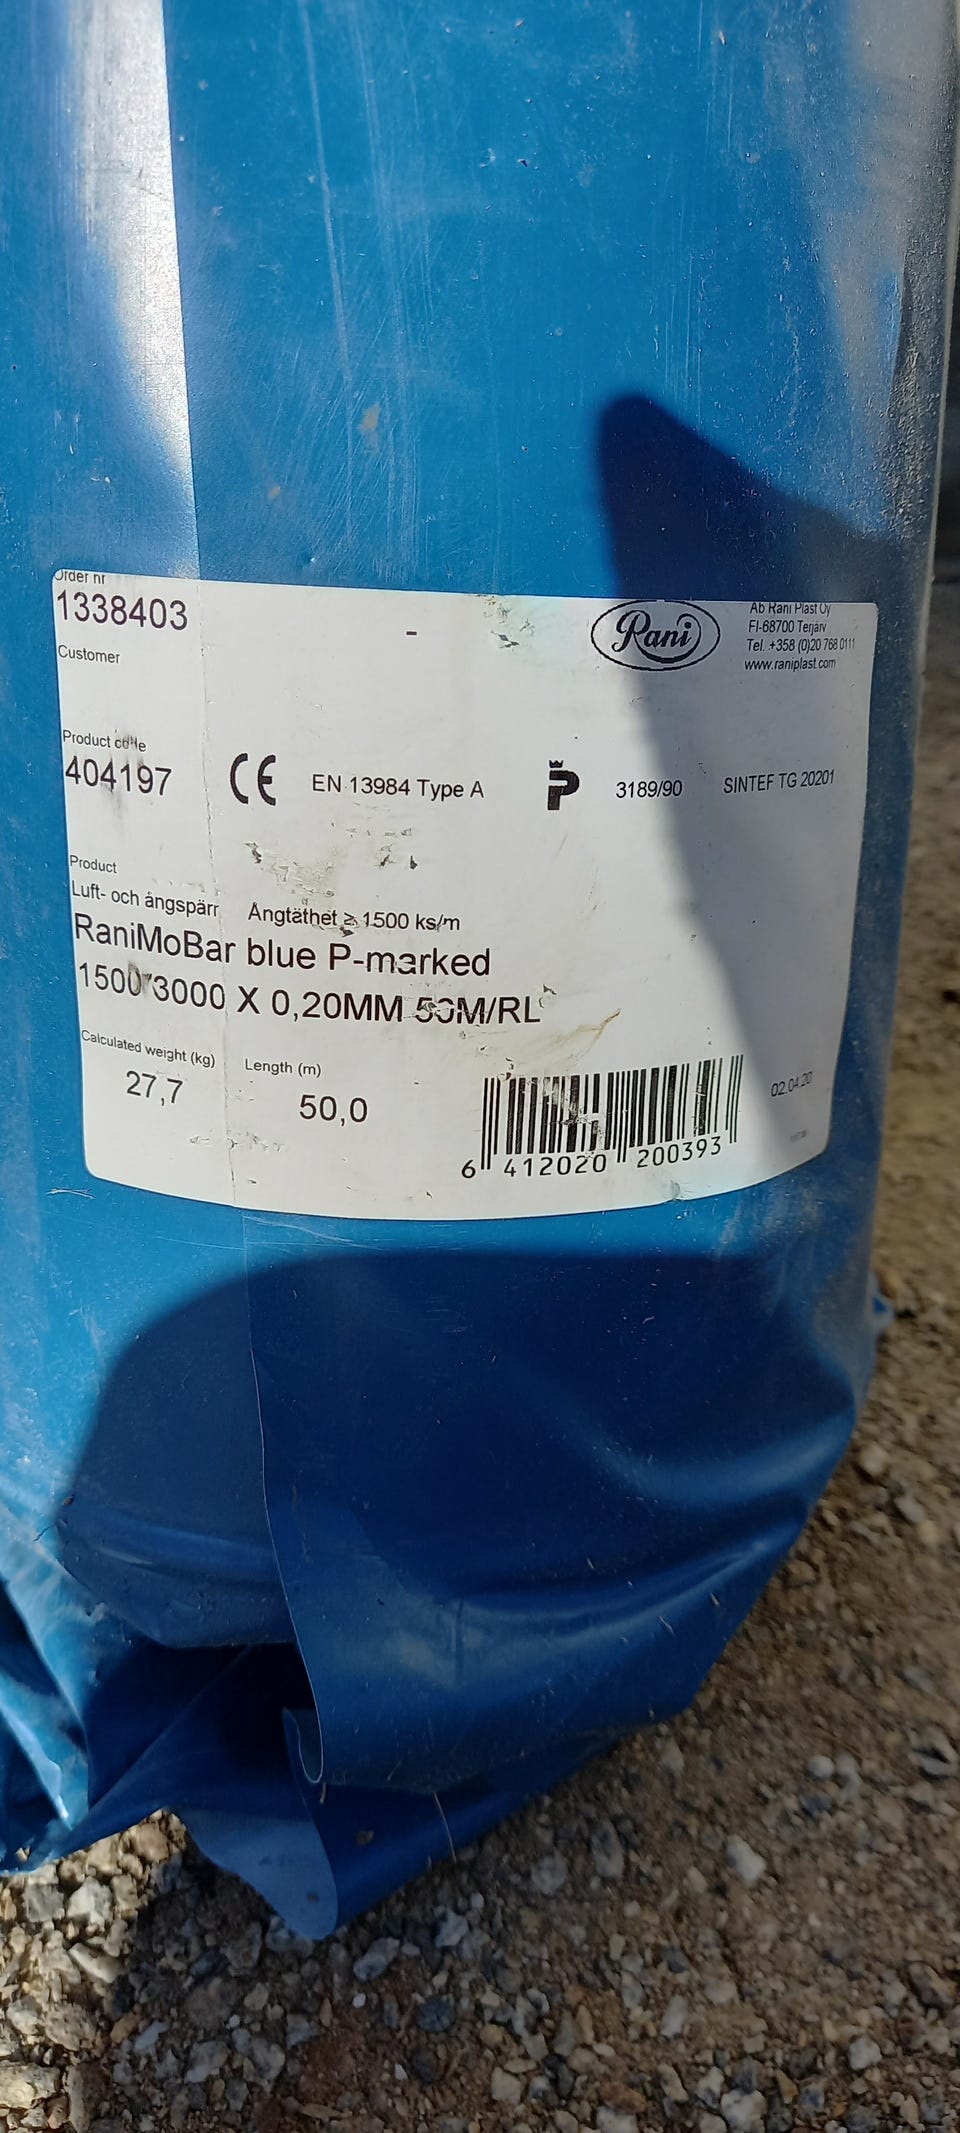 Order nr
1338403
-
Rani
Ab Rani Plast Oy
FI-68700 Terjärv
Tel. +358 (0)20 768 0111
www.raniplast.com
Customer
Product code
404197
CE
EN 13984 Type A
P
3189/90
SINTEF TG 20201
Product
Luft- och ångspärr Ångtäthet ≥ 1500 ks/m
RaniMoBar blue P-marked
1500/3000 X 0,20MM 50M/RL
Calculated weight (kg)
27,7
Length (m)
50,0
6 412020 200393
02.04.20